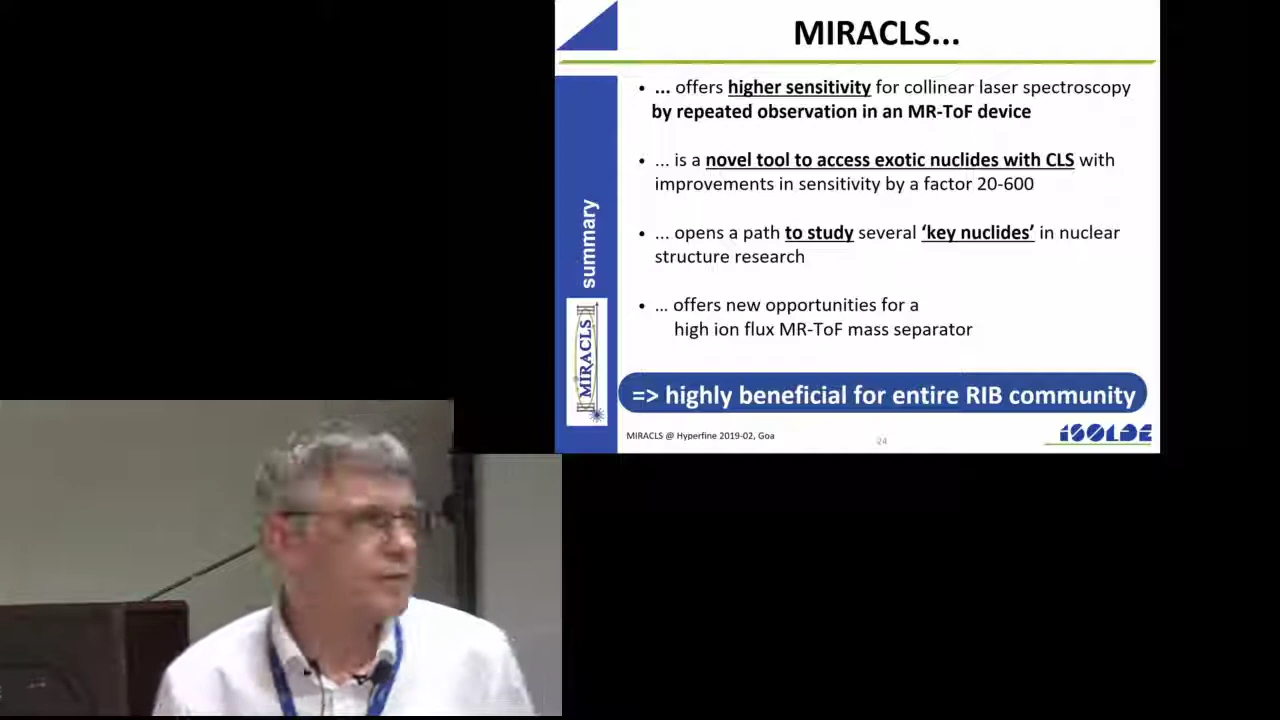 MIRACLS...
• ... offers higher sensitivity for collinear laser spectroscopy
by repeated observation in an MR-ToF device
• ... is a novel tool to access exotic nuclides with CLS with
improvements in sensitivity by a factor 20-600
• ... opens a path to study several ‘key nuclides’ in nuclear
structure research
• ... offers new opportunities for a
high ion flux MR-ToF mass separator
=> highly beneficial for entire RIB community
summary
MIRACLS
MIRACLS @ Hyperfine 2019-02, Goa
24
ISOLDE